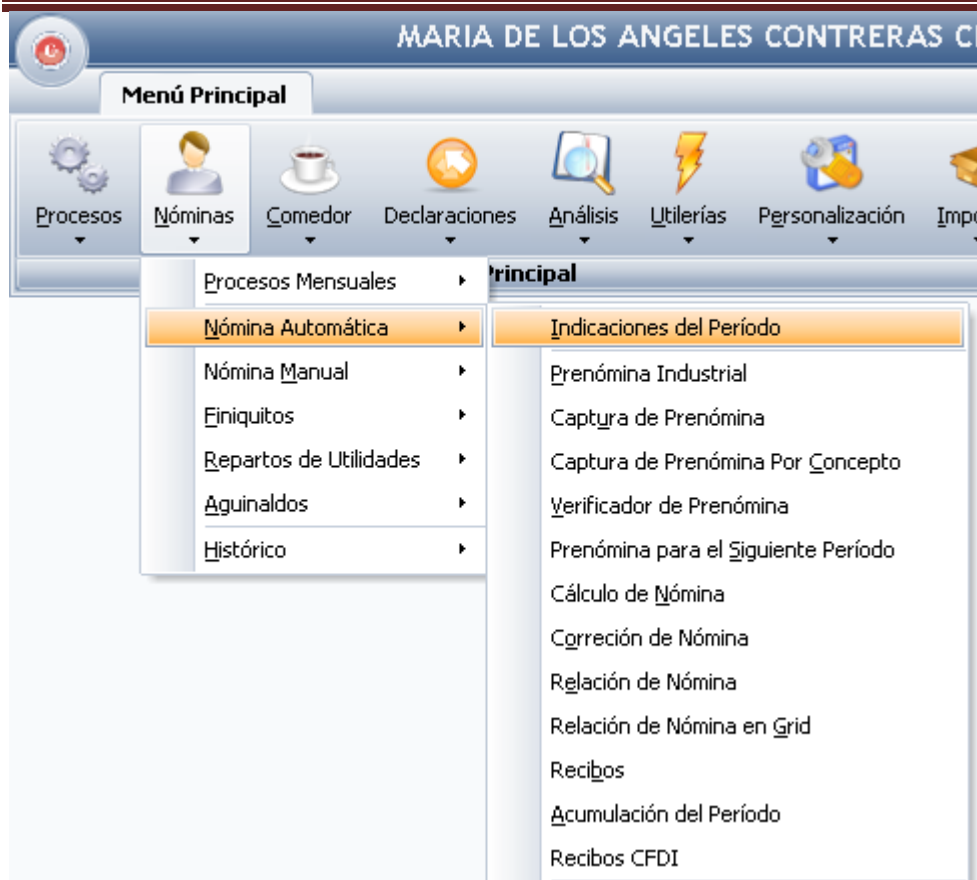 MARIA DE LOS ANGELES CONTRERAS
Menú Principal
Procesos Nóminas Comedor Declaraciones Análisis Utilerías Personalización
Principal
Procesos Mensuales
Nómina Automática
Nómina Manual
Finiquitos
Repartos de Utilidades
Aguinaldos
Histórico
Indicaciones del Período
Prenómina Industrial
Captura de Prenómina
Captura de Prenómina Por Concepto
Verificador de Prenómina
Prenómina para el Siguiente Período
Cálculo de Nómina
Correción de Nómina
Relación de Nómina
Relación de Nómina en Grid
Recibos
Acumulación del Período
Recibos CFDI